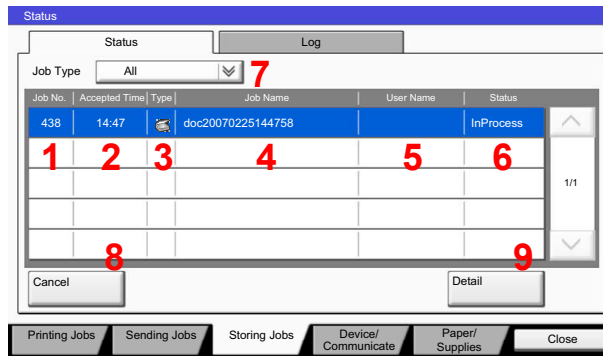 Status
Status Log
Job Type All 7
Job No. Accepted Time Type Job Name User Name Status
438 14:47 doc20070225144758 InProcess
1 2 3 4 5 6
1/1
8 9
Cancel Detail
Printing Jobs Sending Jobs Storing Jobs Device/ Paper/ Close
Communicate Supplies